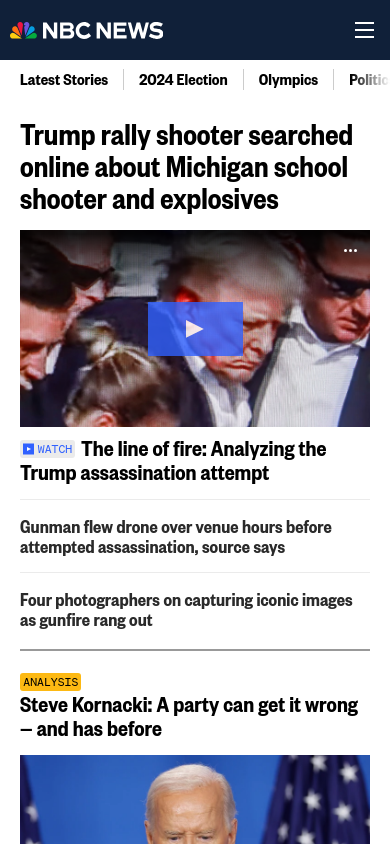 NBC NEWS
Latest Stories
2024 Election
Olympics
Politic
Trump rally shooter searched
online about Michigan school
shooter and explosives
WATCH The line of fire: Analyzing the
Trump assassination attempt
Gunman flew drone over venue hours before
attempted assassination, source says
Four photographers on capturing iconic images
as gunfire rang out
ANALYSIS
Steve Kornacki: A party can get it wrong
– and has before